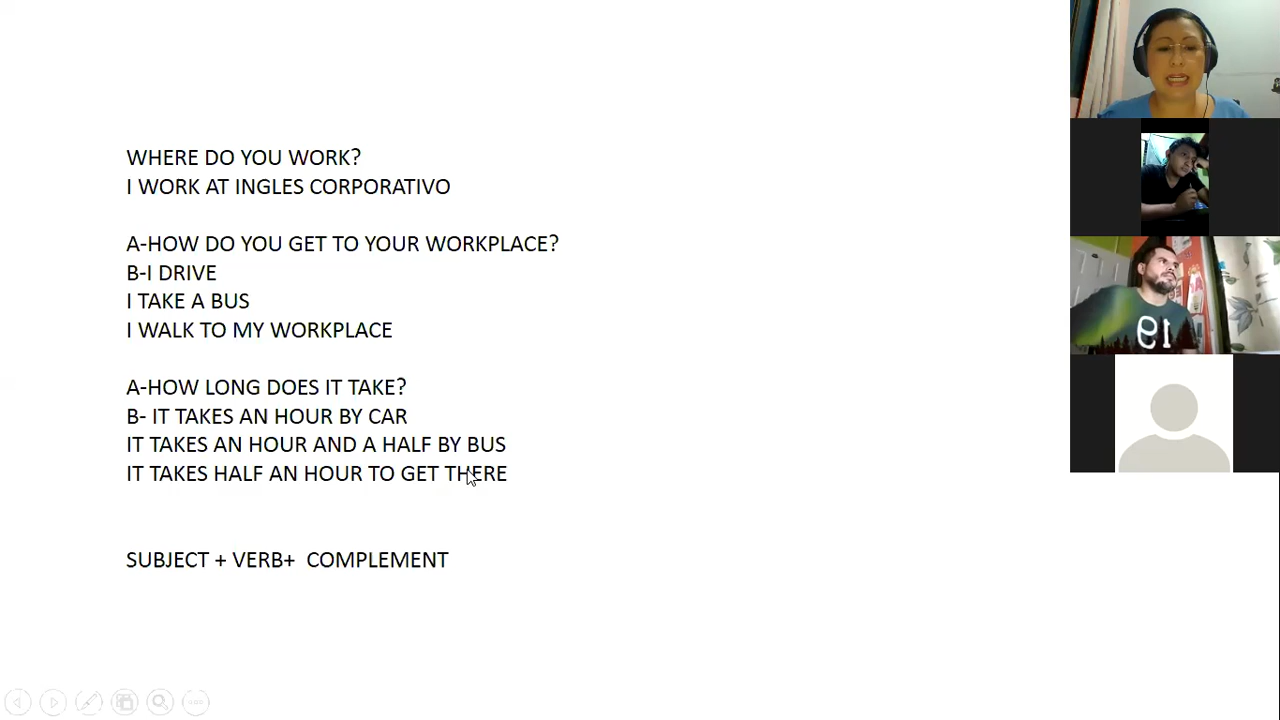 WHERE DO YOU WORK?
I WORK AT INGLES CORPORATIVO
A-HOW DO YOU GET TO YOUR WORKPLACE?
B-I DRIVE
I TAKE A BUS
I WALK TO MY WORKPLACE
A-HOW LONG DOES IT TAKE?
B- IT TAKES AN HOUR BY CAR
IT TAKES AN HOUR AND A HALF BY BUS
IT TAKES HALF AN HOUR TO GET THERE
SUBJECT + VERB+  COMPLEMENT
19